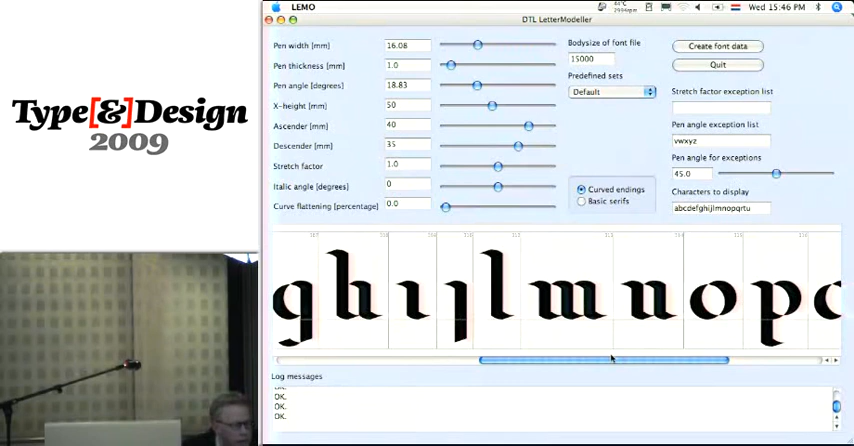 Type[&]Design
2009
LEMO
Wed 15:46 PM
DTL LetterModeller
Pen width [mm] 16.08
Pen thickness [mm] 1.0
Pen angle [degrees] 18.83
X-height [mm] 50
Ascender [mm] 40
Descender [mm] 35
Stretch factor 1.0
Italic angle [degrees] 0
Curve flattening [percentage] 0.0
Bodysize of font file
15000
Predefined sets
Default
Curved endings
Basic serifs
Create font data
Quit
Stretch factor exception list
Pen angle exception list
vwxyz
Pen angle for exceptions
45.0
Characters to display
abcdefghijlmnopqrtu
ghıȷlmnopq
Log messages
OK.
OK.
OK.